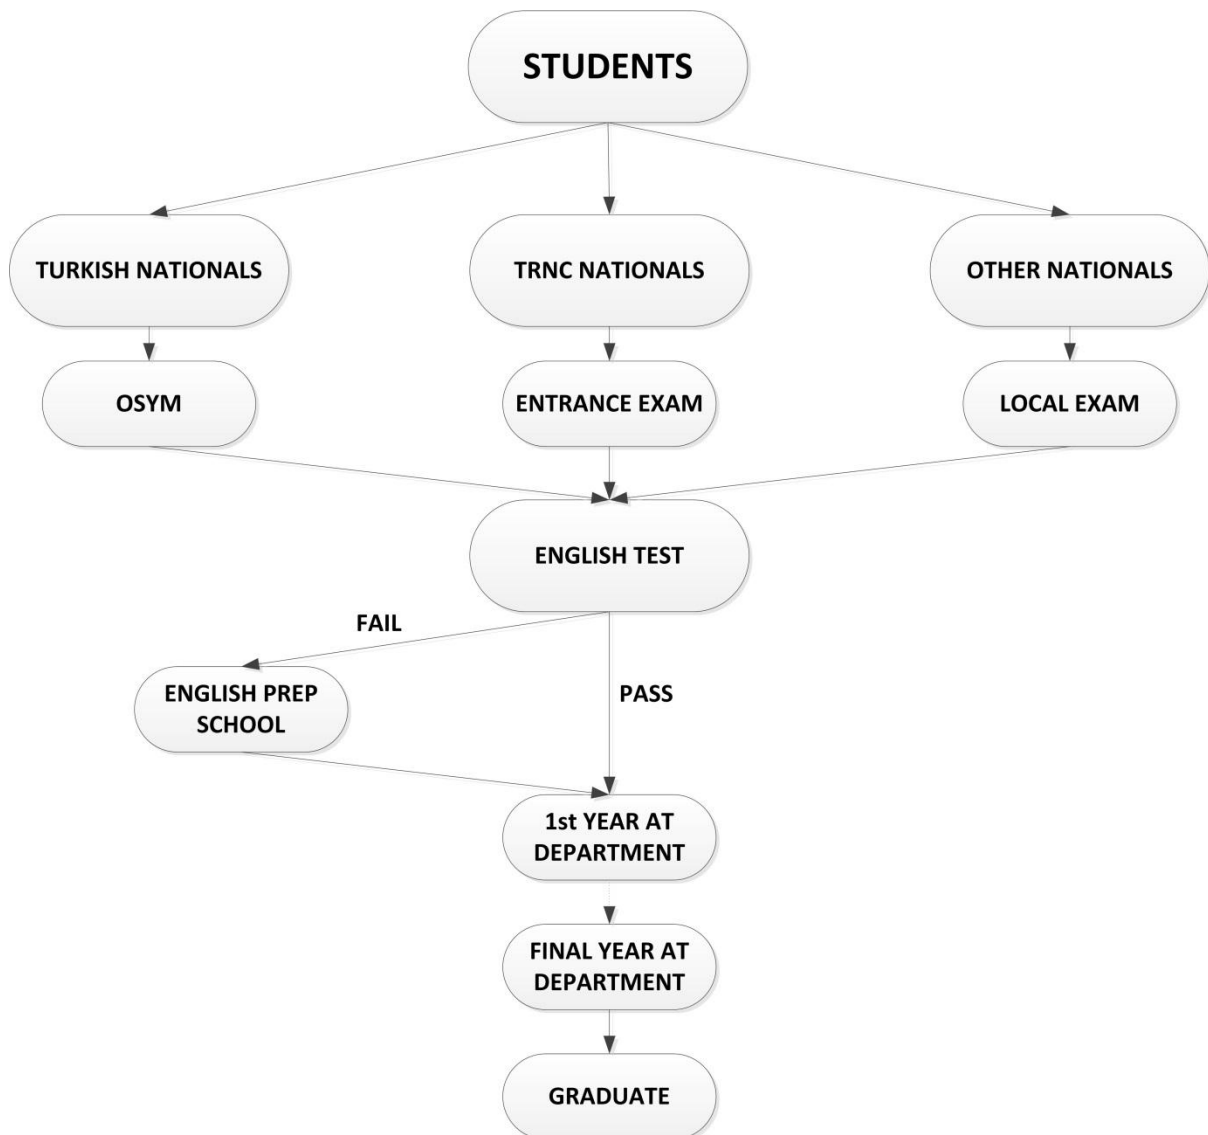 STUDENTS
TURKISH NATIONALS
TRNC NATIONALS
OTHER NATIONALS
OSYM
ENTRANCE EXAM
LOCAL EXAM
ENGLISH TEST
FAIL
ENGLISH PREP
SCHOOL
PASS
1st YEAR AT
DEPARTMENT
FINAL YEAR AT
DEPARTMENT
GRADUATE